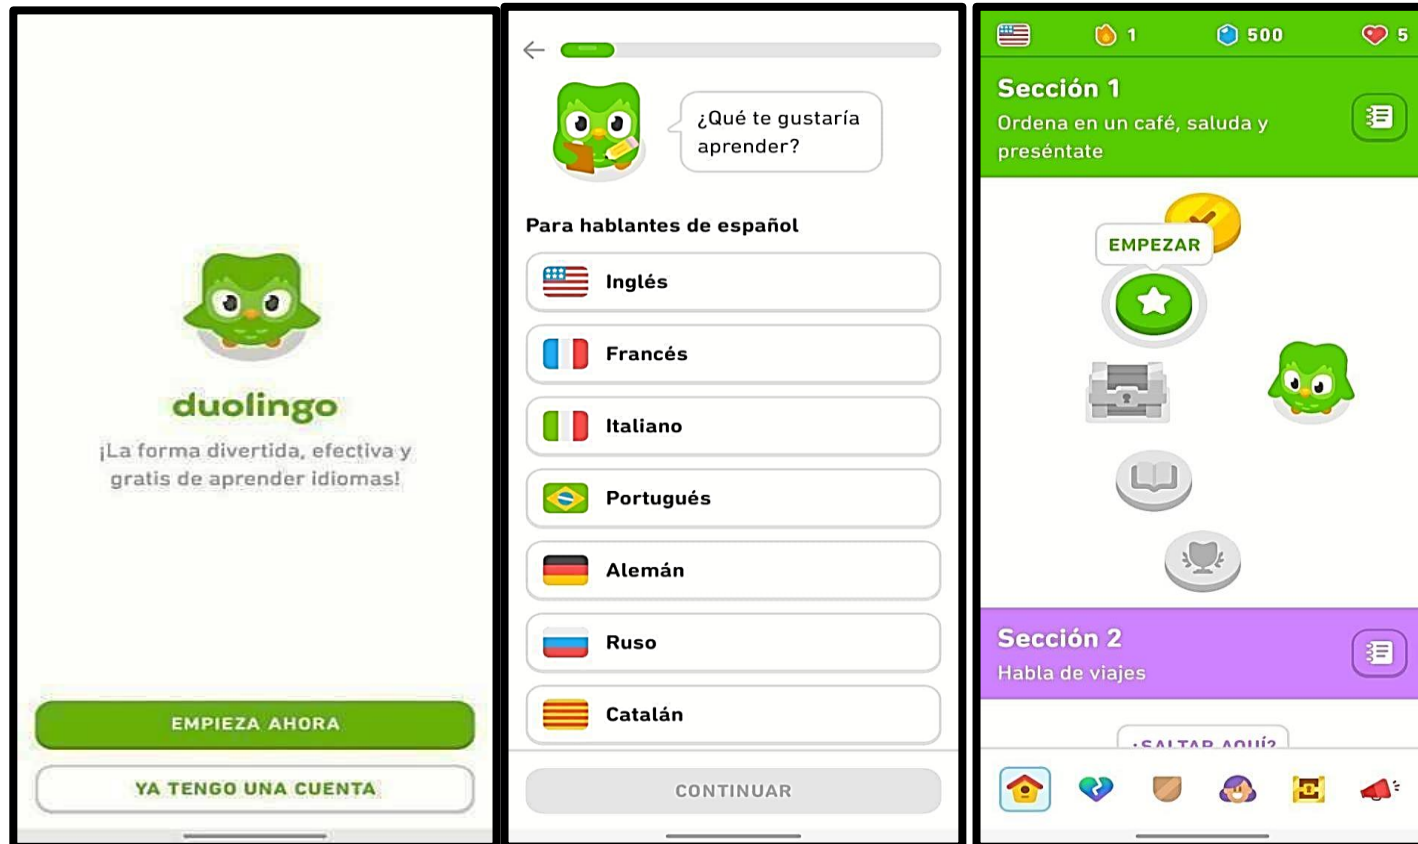 duolingo
¡La forma divertida, efectiva y
gratis de aprender idiomas!
EMPIEZA AHORA
YA TENGO UNA CUENTA
¿Qué te gustaría
aprender?
Para hablantes de español
Inglés
Francés
Italiano
Portugués
Alemán
Ruso
Catalán
CONTINUAR
1 500 5
Sección 1
Ordena en un café, saluda y
preséntate
EMPEZAR
Sección 2
Habla de viajes
¿SALTAR AQUÍ?